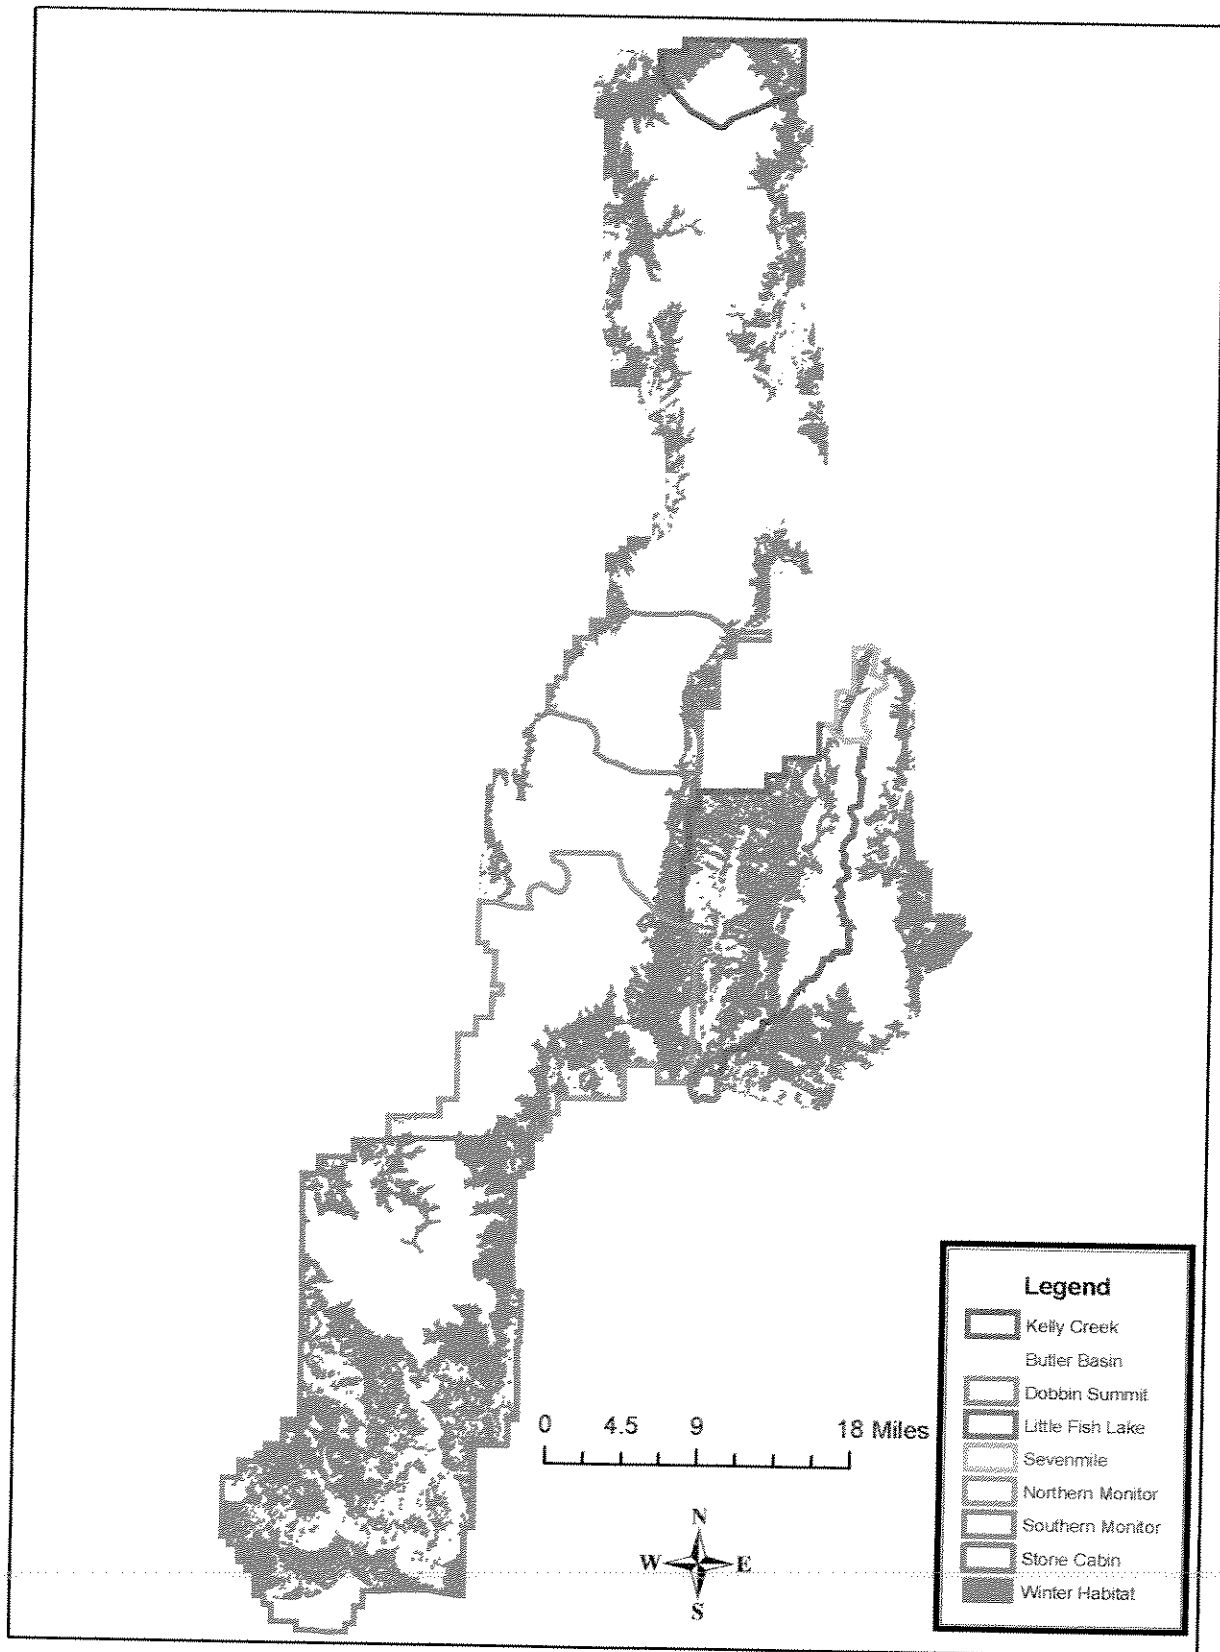 Legend
Kelly Creek
Butler Basin
Dobbin Summit
Little Fish Lake
Sevenmile
Northern Monitor
Southern Monitor
Stone Cabin
Winter Habitat
0 4.5 9 18 Miles
N
W E
S